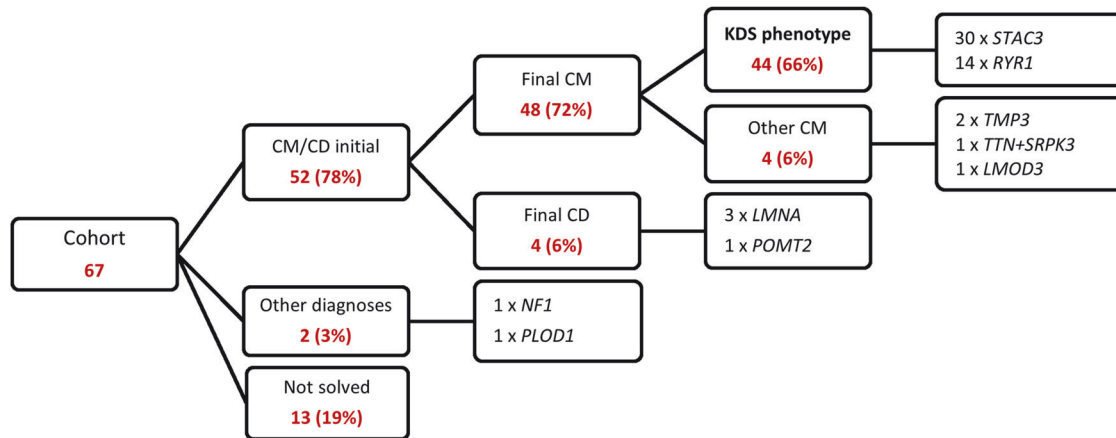 Cohort
67
CM/CD initial
52 (78%)
Other diagnoses
2 (3%)
Not solved
13 (19%)
Final CM
48 (72%)
Final CD
4 (6%)
1 x NF1
1 x PLOD1
KDS phenotype
44 (66%)
Other CM
4 (6%)
3 x LMNA
1 x POMT2
30 x STAC3
14 x RYR1
2 x TMP3
1 x TTN+SRPK3
1 x LMOD3